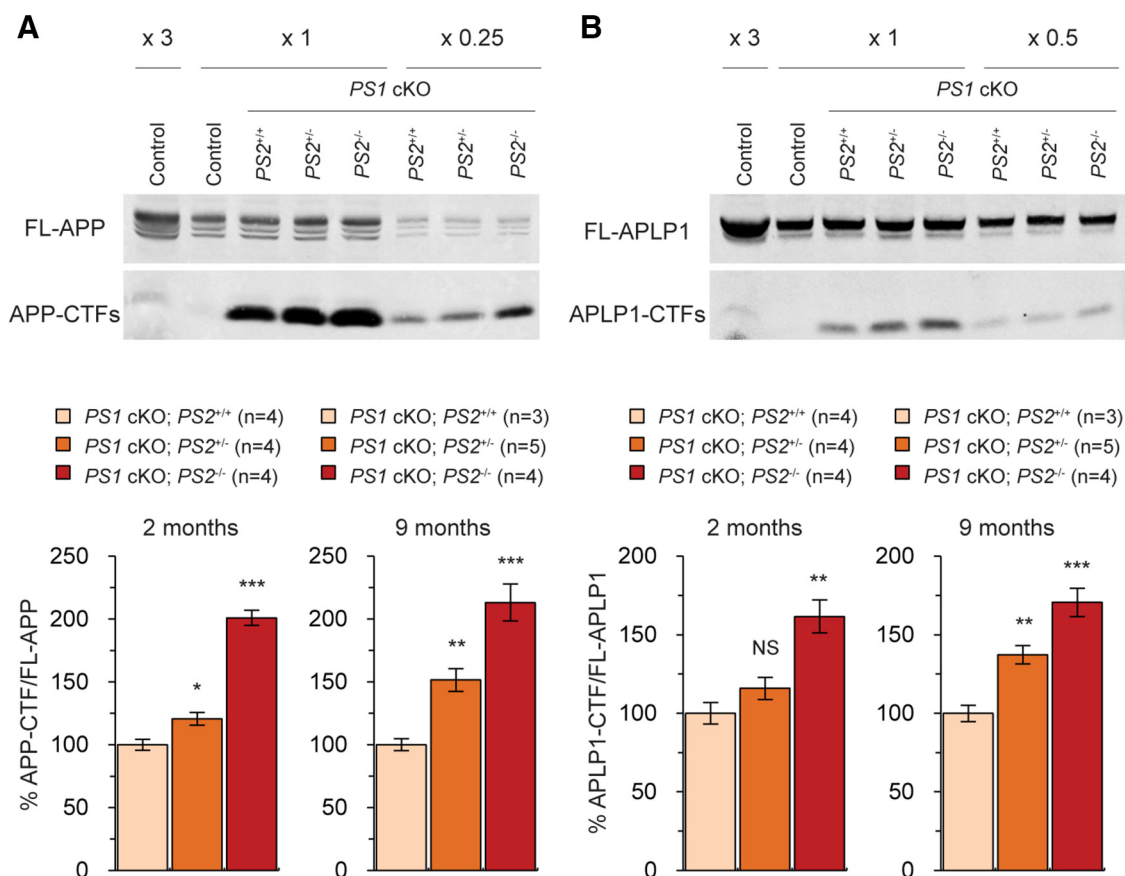 A
x 3 x 1 x 0.25
PS1 cKO
Control Control PS2+/+ PS2+/- PS2-/- PS2+/+ PS2+/- PS2-/-
FL-APP
APP-CTFs
PS1 cKO; PS2+/+ (n=4)
PS1 cKO; PS2+/- (n=4)
PS1 cKO; PS2-/- (n=4)
PS1 cKO; PS2+/+ (n=3)
PS1 cKO; PS2+/- (n=5)
PS1 cKO; PS2-/- (n=4)
% APP-CTF/FL-APP
2 months
250
200
150
100
50
0
*
***
9 months
250
200
150
100
50
0
**
***
B
x 3 x 1 x 0.5
PS1 cKO
Control Control PS2+/+ PS2+/- PS2-/- PS2+/+ PS2+/- PS2-/-
FL-APLP1
APLP1-CTFs
PS1 cKO; PS2+/+ (n=4)
PS1 cKO; PS2+/- (n=4)
PS1 cKO; PS2-/- (n=4)
PS1 cKO; PS2+/+ (n=3)
PS1 cKO; PS2+/- (n=5)
PS1 cKO; PS2-/- (n=4)
% APLP1-CTF/FL-APLP1
2 months
200
150
100
50
0
NS
**
9 months
200
150
100
50
0
**
***